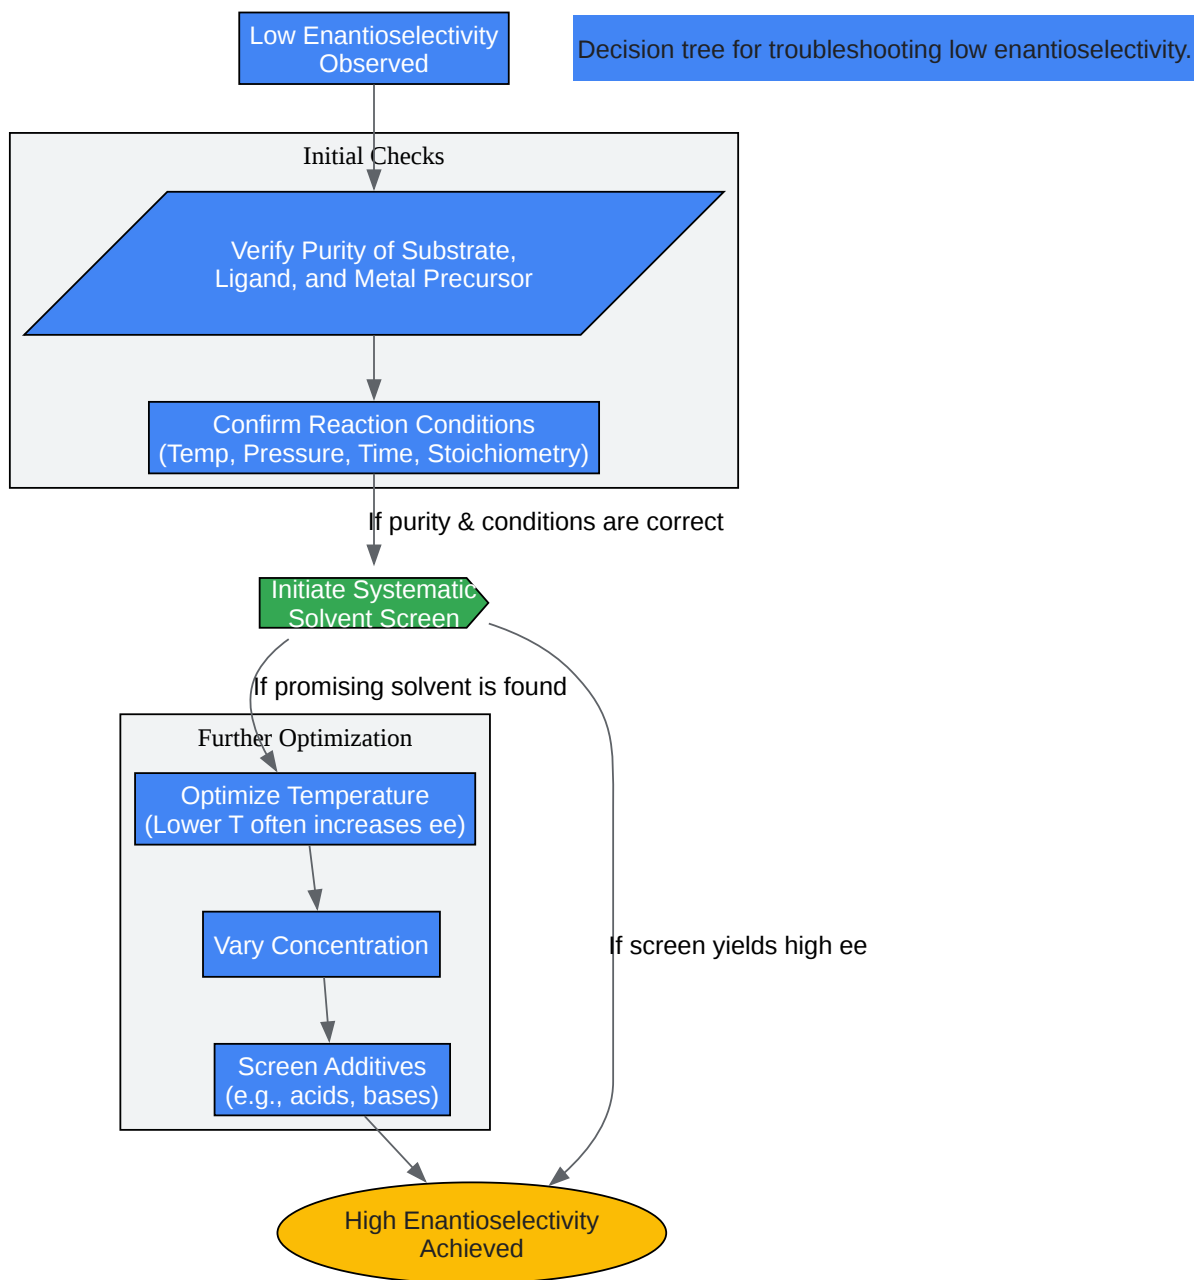 Low Enantioselectivity
Observed
Decision tree for troubleshooting low enantioselectivity.
Initial Checks
Verify Purity of Substrate,
Ligand, and Metal Precursor
Confirm Reaction Conditions
(Temp, Pressure, Time, Stoichiometry)
If purity & conditions are correct
Initiate Systematic
Solvent Screen
If promising solvent is found
Further Optimization
Optimize Temperature
(Lower T often increases ee)
Vary Concentration
If screen yields high ee
Screen Additives
(e.g., acids, bases)
High Enantioselectivity
Achieved